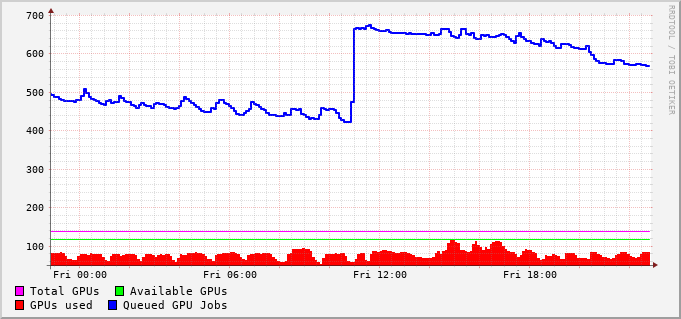 700
600
500
400
300
200
100
Fri 00:00 Fri 06:00 Fri 12:00 Fri 18:00
Total GPUs Available GPUs
GPUs used Queued GPU Jobs
RRDTOOL / TOBI OETIKER